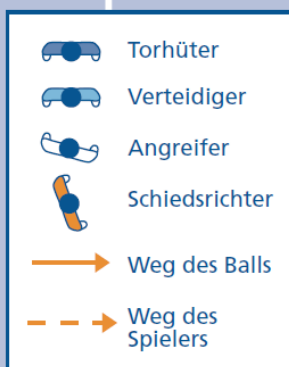 Torhüter
Verteidiger
Angreifer
Schiedsrichter
Weg des Balls
Weg des
Spielers